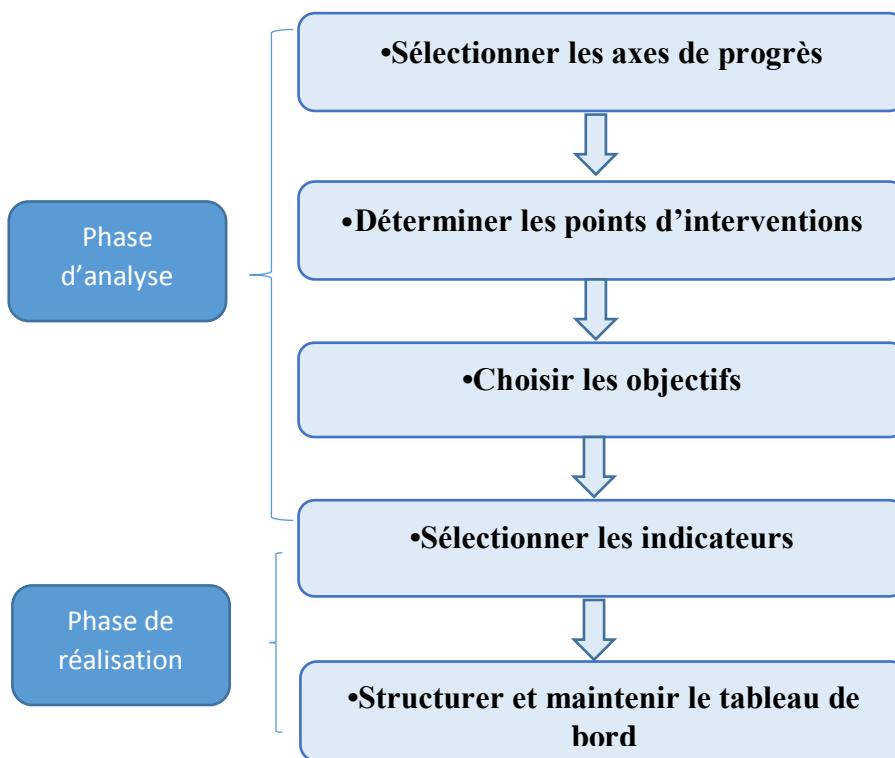 •Sélectionner les axes de progrès
•Déterminer les points d’interventions
Phase
d’analyse
•Choisir les objectifs
•Sélectionner les indicateurs
Phase de
réalisation
•Structurer et maintenir le tableau de
bord